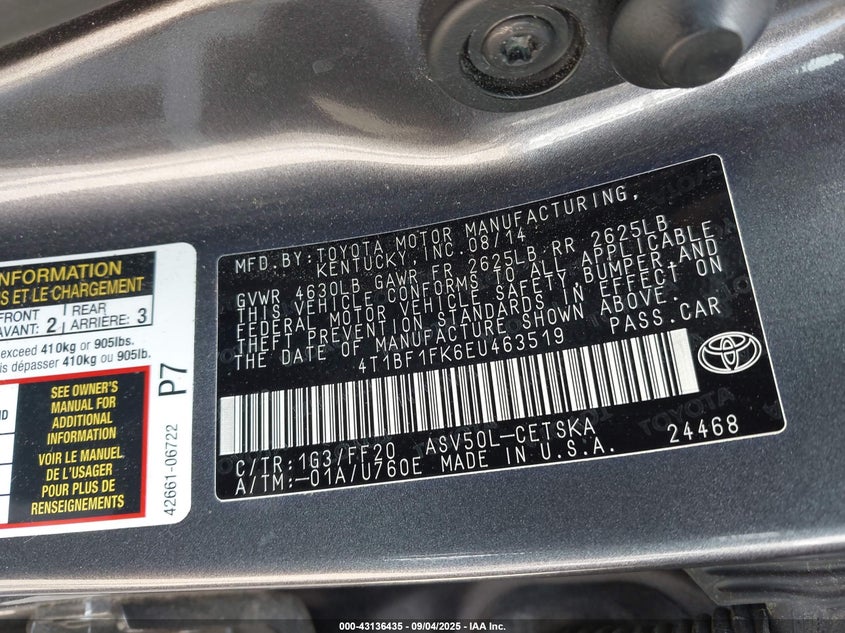 INFORMATION
S ET LE CHARGEMENT
FRONT
AVANT: 2
REAR
ARRIÈRE: 3
exceed 410kg or 905lbs.
is dépasser 410kg ou 905lb.
SEE OWNER'S
MANUAL FOR
ADDITIONAL
INFORMATION
VOIR LE MANUEL
DE L'USAGER
POUR PLUS DE
RENSEIGNEMENTS
P7
42661-06722
MFD.BY:TOYOTA MOTOR MANUFACTURING,
KENTUCKY,INC.08/14
GVWR 4630LB GAWR FR 2625LB RR 2625LB
THIS VEHICLE CONFORMS TO ALL APPLICABLE
FEDERAL MOTOR VEHICLE SAFETY,BUMPER,AND
THEFT PREVENTION STANDARDS IN EFFECT ON
THE DATE OF MANUFACTURE SHOWN ABOVE.
4T1BF1FK6EU463519 PASS.CAR
C/TR:1G3/FF20 ASV50L-CETSKA
A/TM:-01A/U760E MADE IN U.S.A. 24468
000-43136435 - 09/04/2025 - IAA Inc.